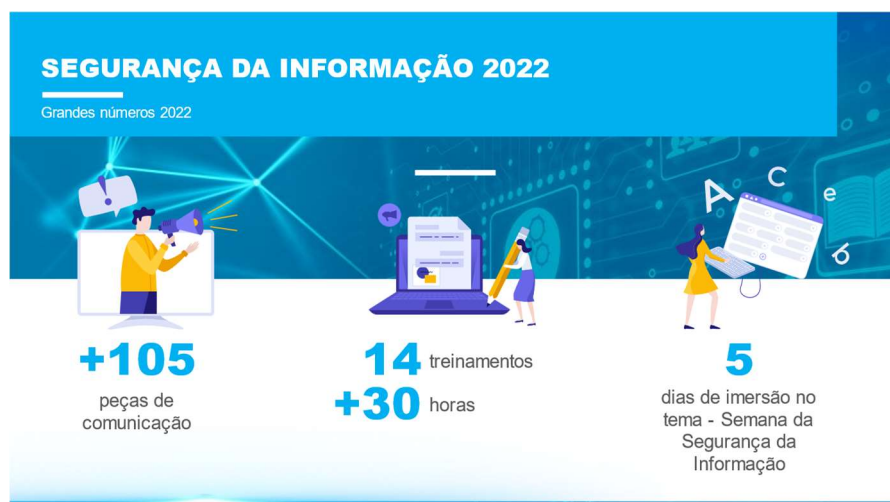 SEGURANÇA DA INFORMAÇÃO 2022
Grandes números 2022
A C e 6
+105
peças de
comunicação
14 treinamentos
+30 horas
5
dias de imersão no
tema - Semana da
Segurança da
Informação